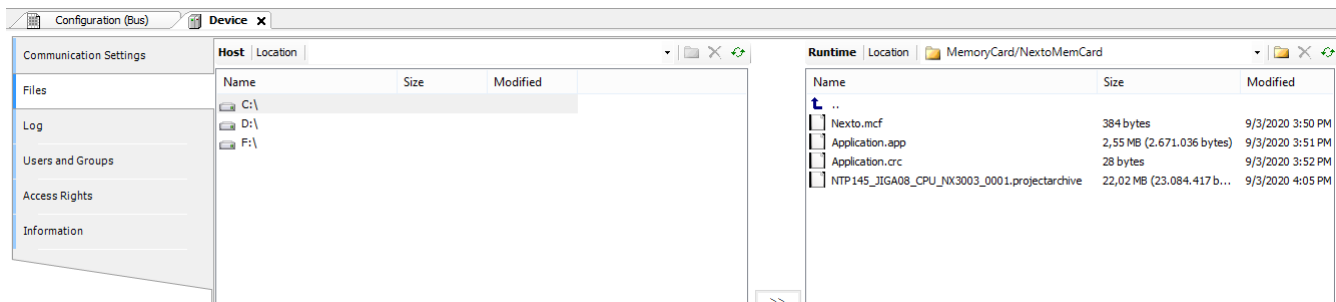 Configuration (Bus) Device
Communication Settings
Files
Log
Users and Groups
Access Rights
Information
Host Location
Name Size Modified
C:\
D:\
F:\
>>
Runtime Location MemoryCard/NextoMemCard
Name Size Modified
..
Nexto.mcf 384 bytes 9/3/2020 3:50 PM
Application.app 2,55 MB (2.671.036 bytes) 9/3/2020 3:51 PM
Application.crc 28 bytes 9/3/2020 3:52 PM
NTP145_JIGA08_CPU_NX3003_0001.projectarchive 22,02 MB (23.084.417 b... 9/3/2020 4:05 PM